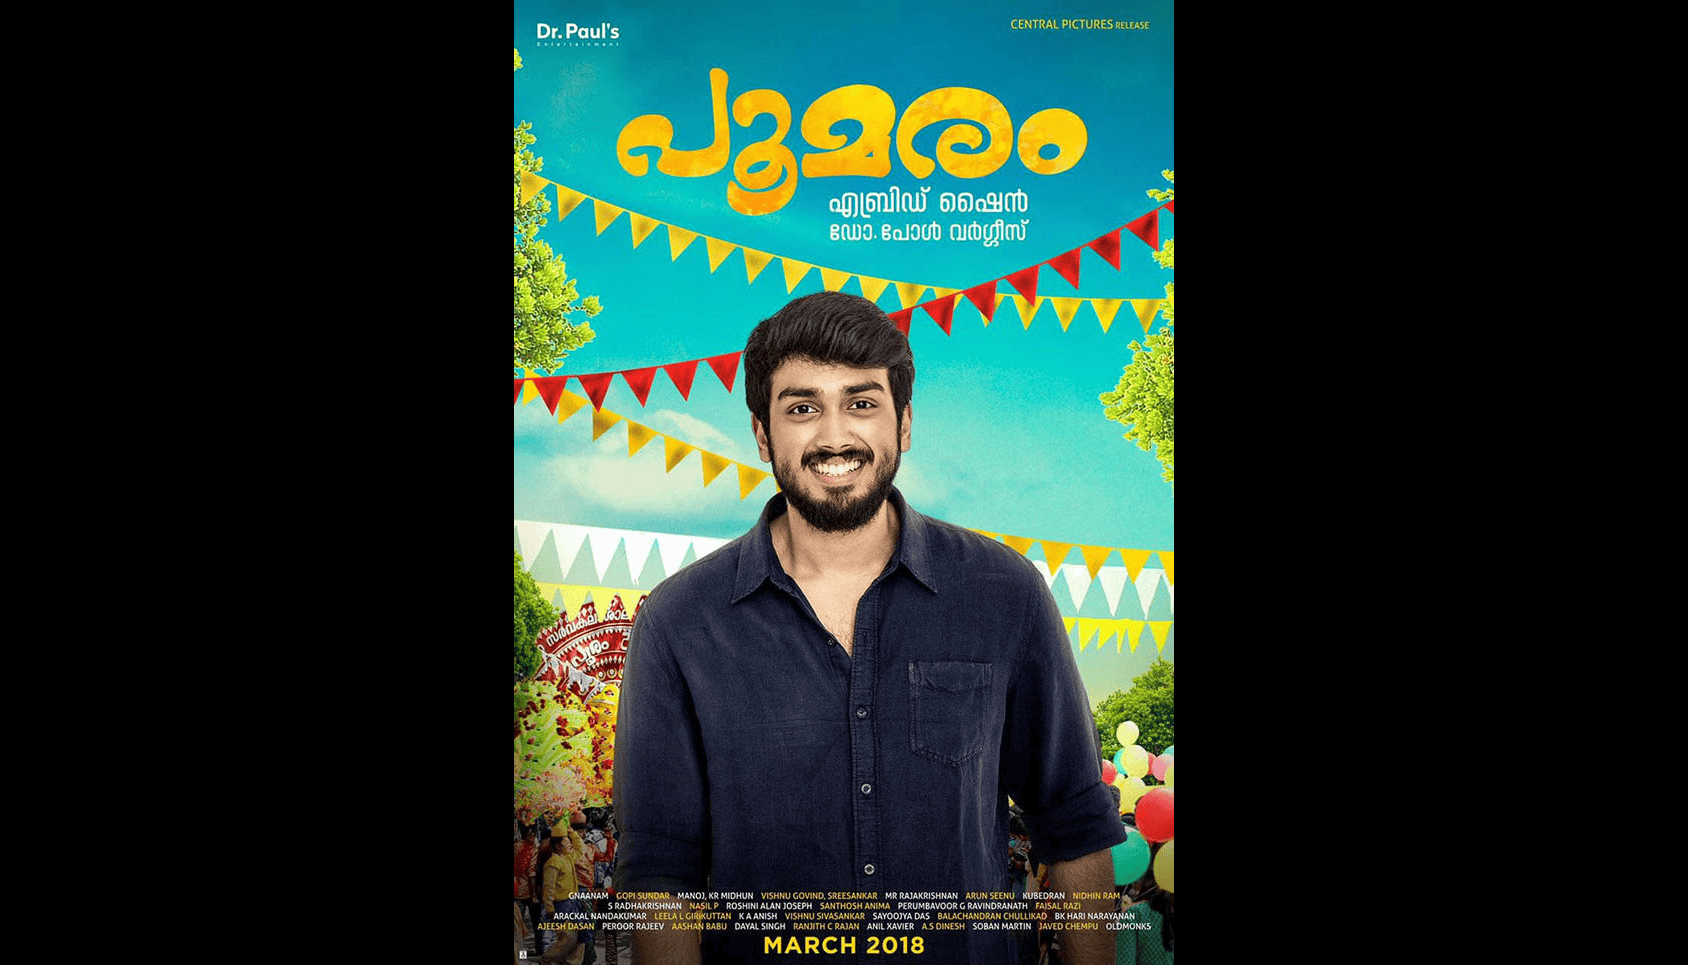 Dr. Paul's
Entertainment
CENTRAL PICTURES RELEASE
പൂമരം
എബ്രിഡ് ഷൈൻ
ഡോ. പോൾ വർഗ്ഗീസ്
സർവകലാശാല
പൂരം
GNAANAM GOPI SUNDAR MANOJ, KR MIDHUN VISHNU GOVIND, SREESANKAR MR RAJAKRISHNAN ARUN SEENU KUBEDRAN NIDHIN RAM
S RADHAKRISHNAN NASIL P ROSHINI ALAN JOSEPH SANTHOSH ANIMA PERUMBAVOOR G RAVINDRANATH FAISAL RAZI
ARACKAL NANDAKUMAR LEELA L GIRIKUTTAN K A ANISH VISHNU SIVASANKAR SAYOOJYA DAS BALACHANDRAN CHULLIKAD BK HARI NARAYANAN
AJEESH DASAN PEROOR RAJEEV AASHAN BABU DAYAL SINGH RANJITH C RAJAN ANIL XAVIER A.S DINESH SOBAN MARTIN JAVED CHEMPU OLDMONKS
MARCH 2018